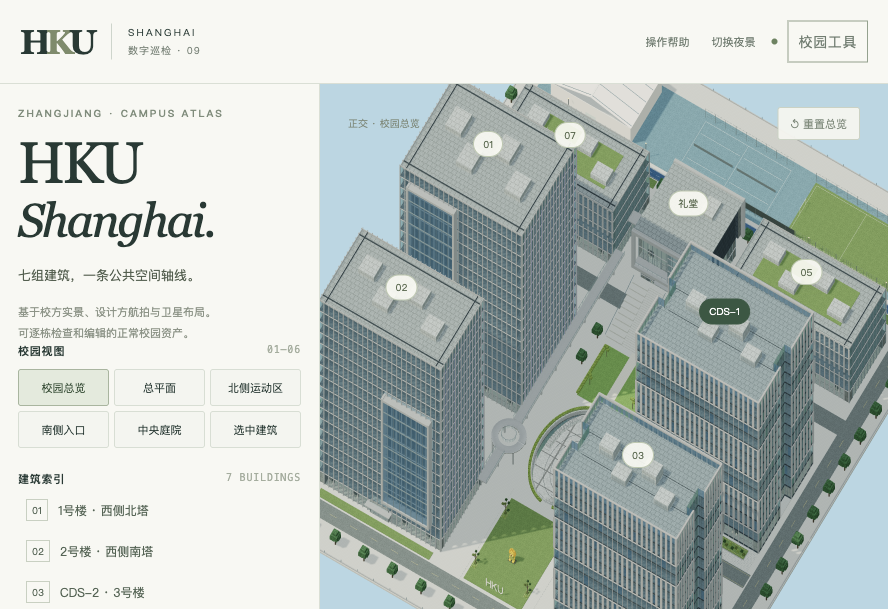 HKU
SHANGHAI
数字巡检 · 09
操作帮助
切换夜景
校园工具
ZHANGJIANG · CAMPUS ATLAS
HKU
Shanghai.
七组建筑，一条公共空间轴线。
基于校方实景、设计方航拍与卫星布局。
可逐栋检查和编辑的正常校园资产。
校园视图
01—06
校园总览
总平面
北侧运动区
南侧入口
中央庭院
选中建筑
建筑索引
7 BUILDINGS
01
1号楼 · 西侧北塔
02
2号楼 · 西侧南塔
03
CDS-2 · 3号楼
正交 · 校园总览
↺ 重置总览
01
07
礼堂
02
05
CDS-1
03
HKU